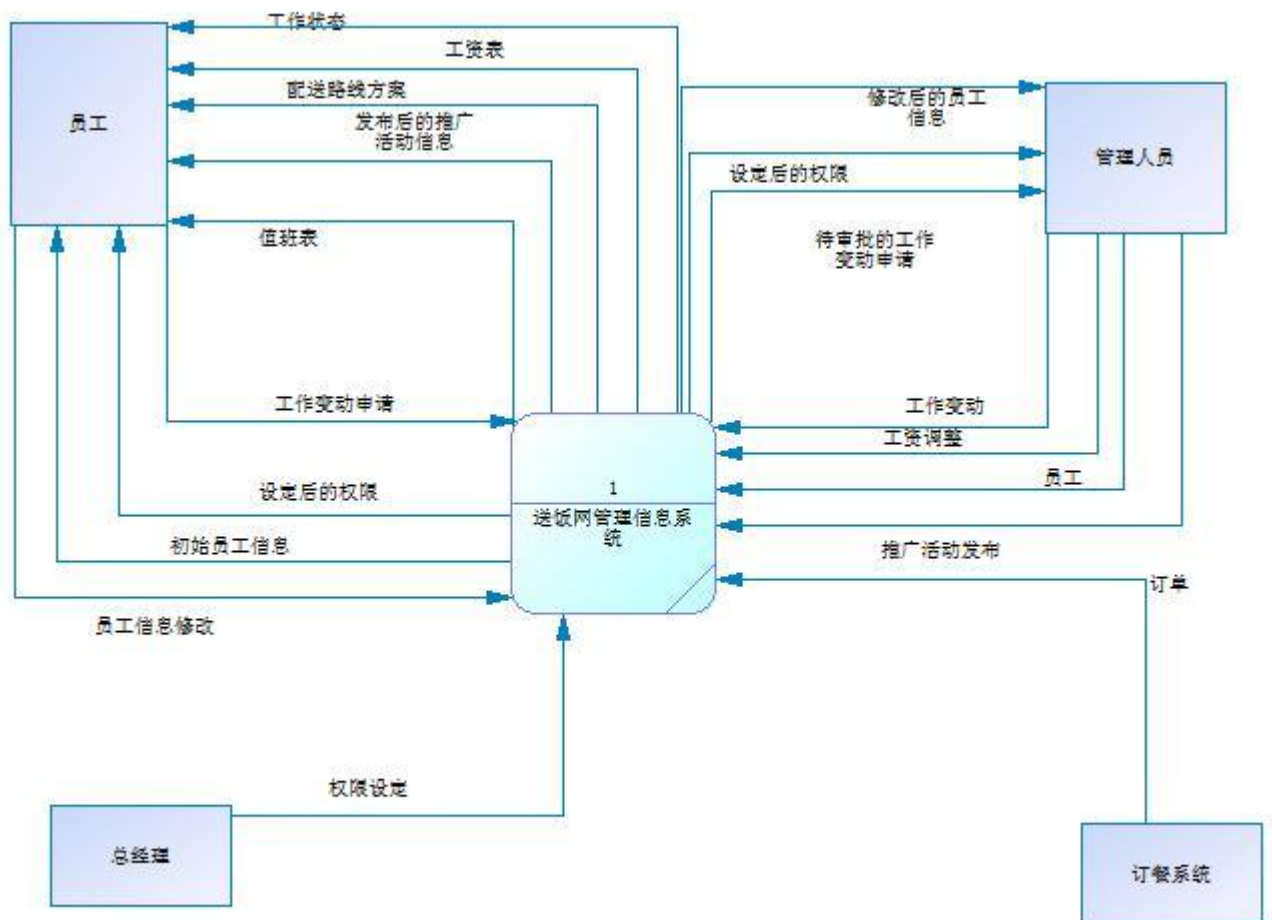 工作状态
工资表
配送路线方案
发布后的推广
活动信息
员工
值班表
修改后的员工
信息
管理人员
设定后的权限
待审批的工作
变动申请
工作变动申请
工作变动
工资调整
员工
设定后的权限
1
送饭网管理信息系
统
初始员工信息
推广活动发布
订单
员工信息修改
权限设定
总经理
订餐系统